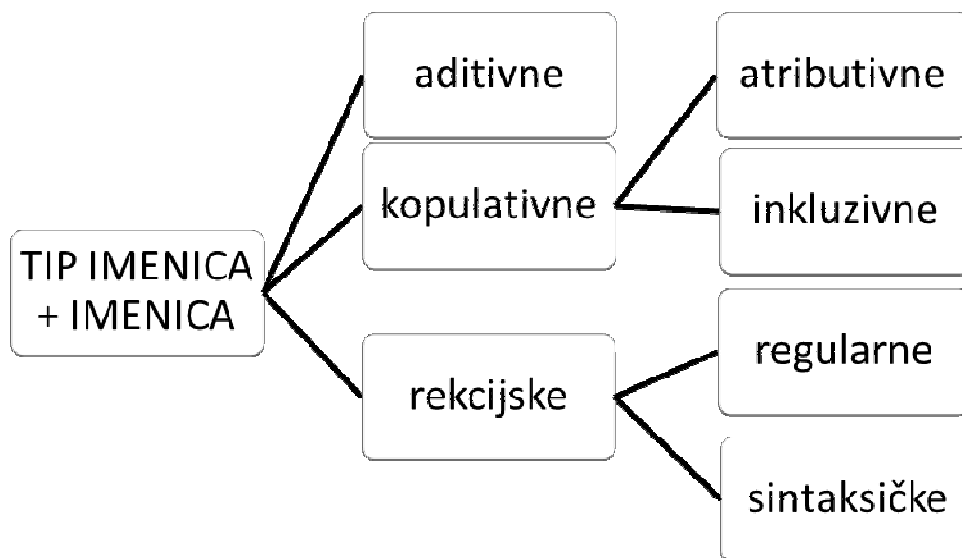 TIP IMENICA
+ IMENICA
aditivne
kopulativne
rekcijske
atributivne
inkluzivne
regularne
sintaksičke